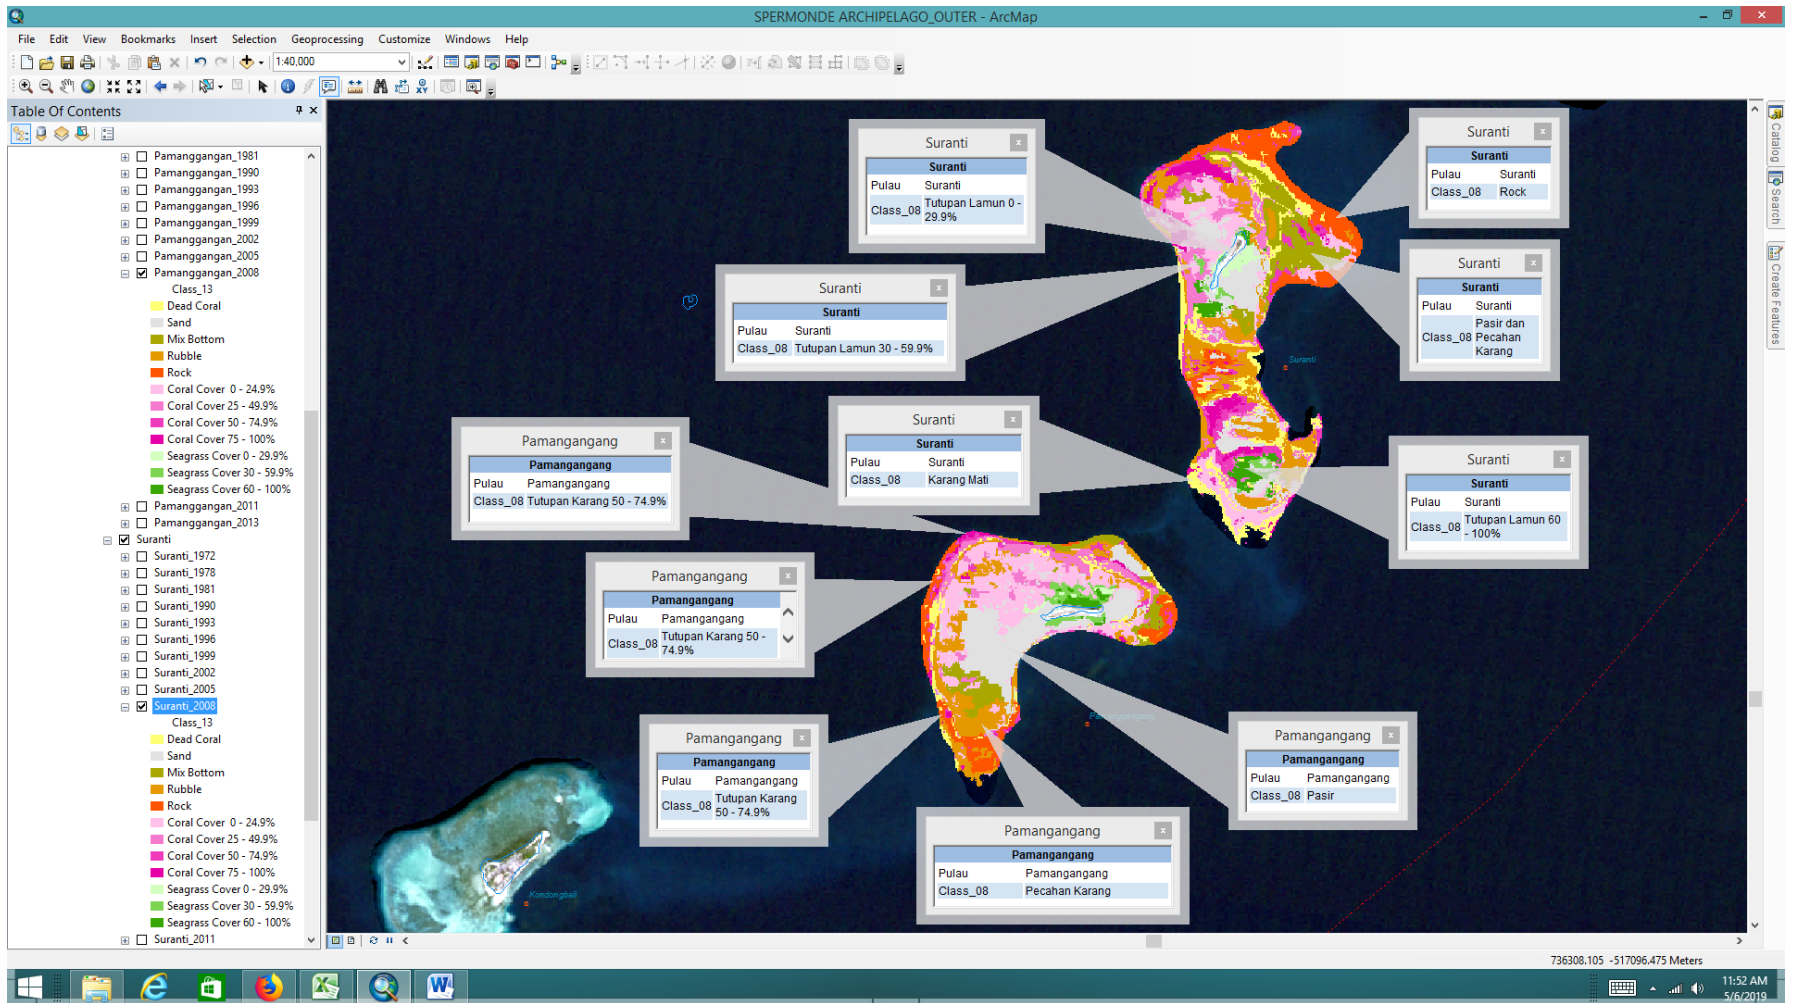 SPERMONDE ARCHIPELAGO_OUTER - ArcMap
File Edit View Bookmarks Insert Selection Geoprocessing Customize Windows Help
1:40,000
Table Of Contents
Pamanggangan_1981
Pamanggangan_1990
Pamanggangan_1993
Pamanggangan_1996
Pamanggangan_1999
Pamanggangan_2002
Pamanggangan_2005
Pamanggangan_2008
Class_13
Dead Coral
Sand
Mix Bottom
Rubble
Rock
Coral Cover 0 - 24.9%
Coral Cover 25 - 49.9%
Coral Cover 50 - 74.9%
Coral Cover 75 - 100%
Seagrass Cover 0 - 29.9%
Seagrass Cover 30 - 59.9%
Seagrass Cover 60 - 100%
Pamanggangan_2011
Pamanggangan_2013
Suranti
Suranti_1972
Suranti_1978
Suranti_1981
Suranti_1990
Suranti_1993
Suranti_1996
Suranti_1999
Suranti_2002
Suranti_2005
Suranti_2008
Class_13
Dead Coral
Sand
Mix Bottom
Rubble
Rock
Coral Cover 0 - 24.9%
Coral Cover 25 - 49.9%
Coral Cover 50 - 74.9%
Coral Cover 75 - 100%
Seagrass Cover 0 - 29.9%
Seagrass Cover 30 - 59.9%
Seagrass Cover 60 - 100%
Suranti_2011
Suranti
Suranti
Pulau Suranti
Class_08 Tutupan Lamun 0 -
29.9%
Suranti
Suranti
Pulau Suranti
Class_08 Rock
Suranti
Suranti
Pulau Suranti
Class_08 Pasir dan
Pecahan
Karang
Suranti
Suranti
Pulau Suranti
Class_08 Tutupan Lamun 30 - 59.9%
Suranti
Suranti
Suranti
Pulau Suranti
Class_08 Karang Mati
Pamangangang
Pamangangang
Pulau Pamangangang
Class_08 Tutupan Karang 50 - 74.9%
Suranti
Suranti
Pulau Suranti
Class_08 Tutupan Lamun 60
- 100%
Pamangangang
Pamangangang
Pulau Pamangangang
Class_08 Tutupan Karang 50 -
74.9%
Pamangangang
Pamangangang
Pulau Pamangangang
Class_08 Tutupan Karang
50 - 74.9%
Pamangangang
Pamangangang
Pulau Pamangangang
Class_08 Pasir
Pamangangang
Pamangangang
Pulau Pamangangang
Class_08 Pecahan Karang
Kondongbali
Catalog
Search
Create Features
736308.105 -517096.475 Meters
11:52 AM
5/6/2019